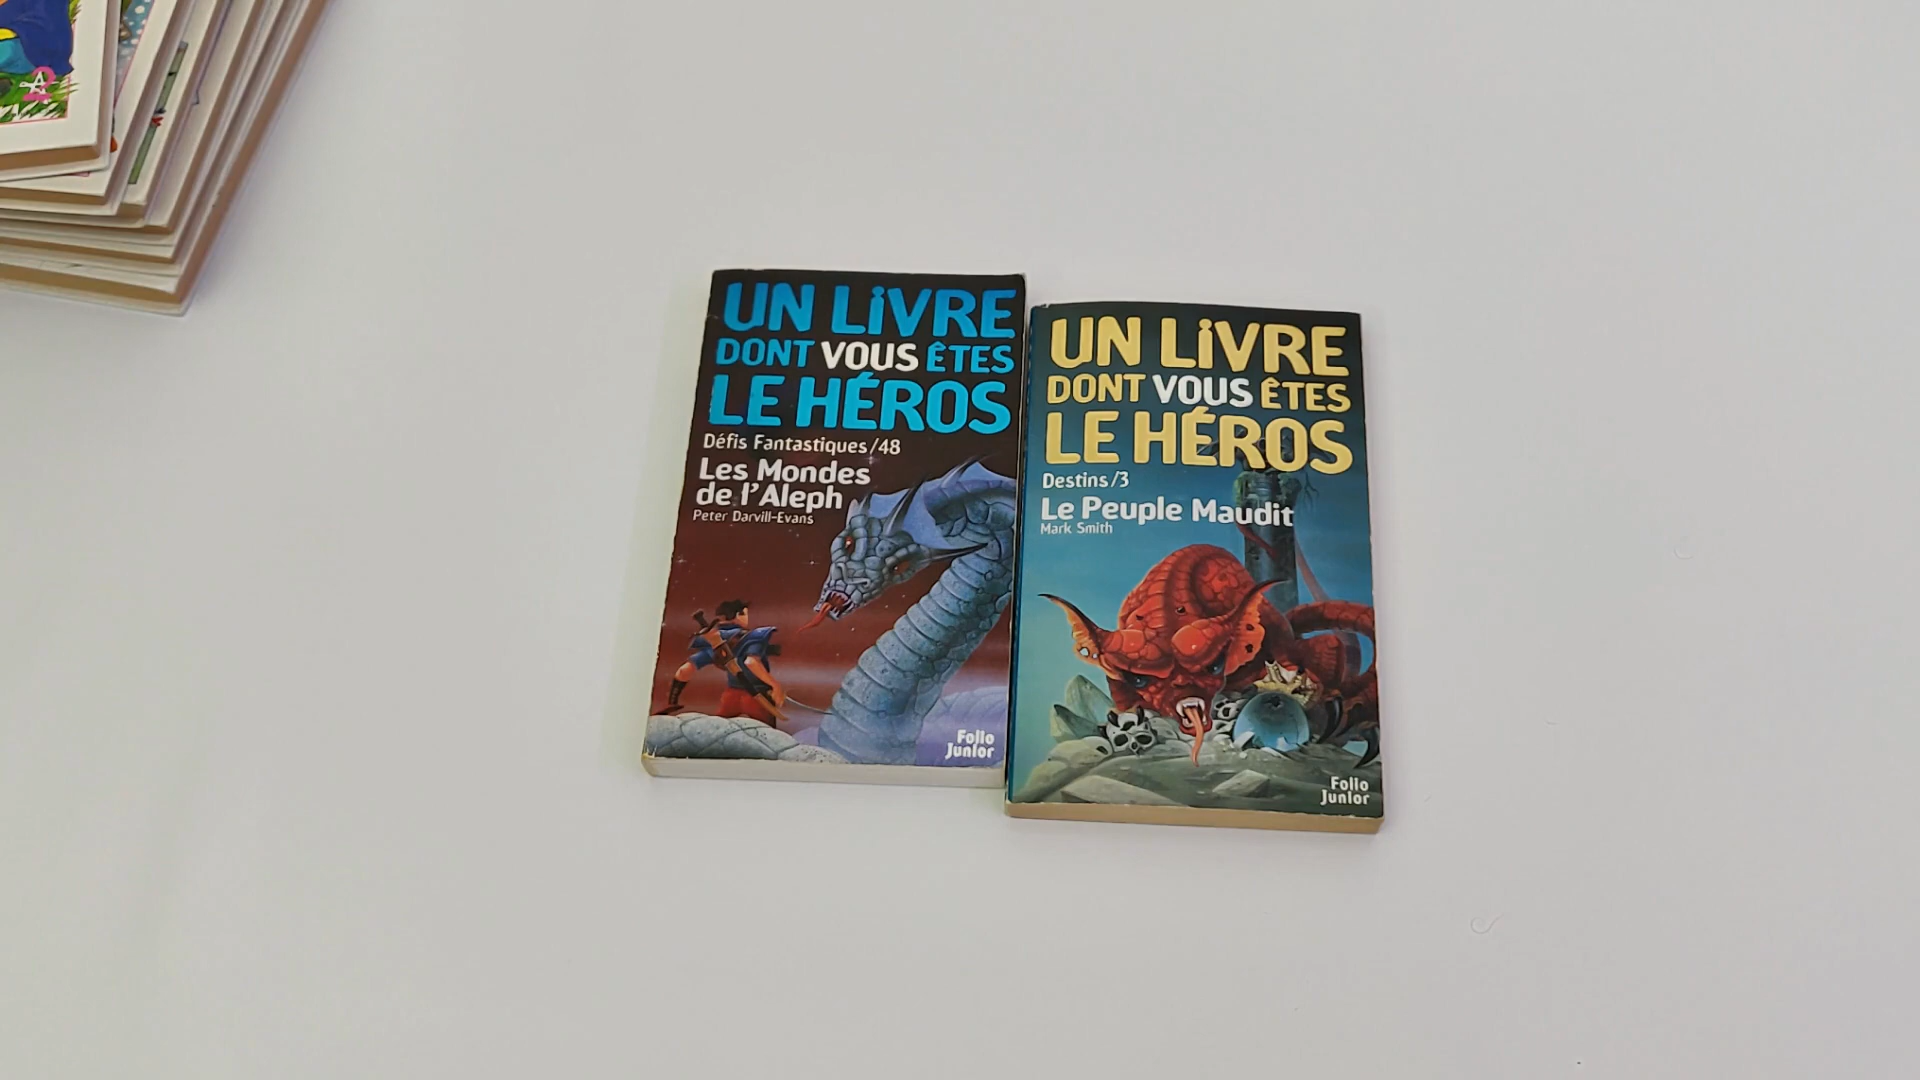 UN LiVRE
DONT VOUS ÊTES
LE HÉROS
Défis Fantastiques/48
Les Mondes
de l'Aleph
Peter Darvill-Evans
Folio
Junior
UN LiVRE
DONT VOUS ÊTES
LE HÉROS
Destins/3
Le Peuple Maudit
Mark Smith
Folio
Junior
2